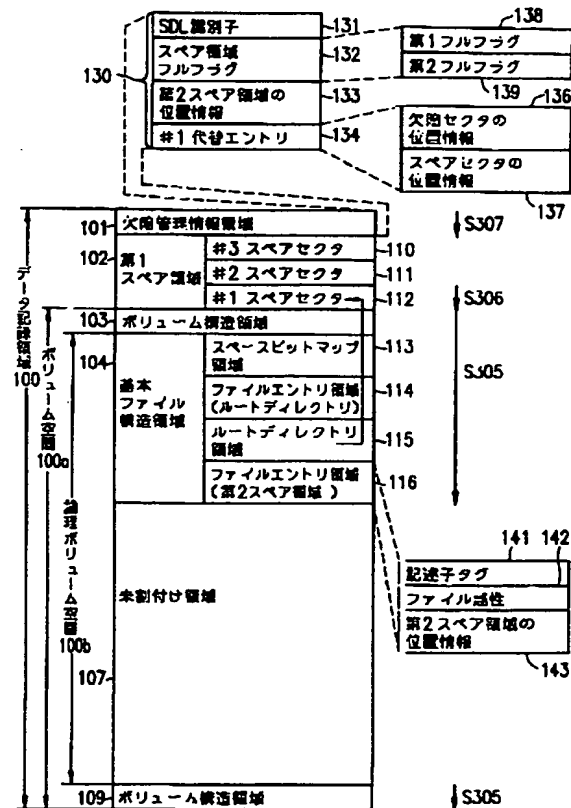 138
SDL識別子
131
第1フルフラグ
スペア領域
フルフラグ
132
第2フルフラグ
130
139
136
第2スペア領域の
位置情報
133
欠陥セクタの
位置情報
#1 代替エントリ
134
スペアセクタの
位置情報
137
101
欠陥管理情報領域
S307
102
第1
スペア領域
#3 スペアセクタ
110
#2 スペアセクタ
111
#1 スペアセクタ
112
S306
103
ボリューム構造領域
104
スペースビットマップ
領域
113
S305
基本
ファイル
構造領域
ファイルエントリ領域
(ルートディレクトリ)
114
ルートディレクトリ
領域
115
ファイルエントリ領域
(第2スペア領域)
116
データ記録領域 100
ボリューム空間 100a
論理ボリューム空間 100b
141
142
記述子タグ
ファイル属性
第2スペア領域の
位置情報
143
未割付け領域
107
109
ボリューム構造領域
S305